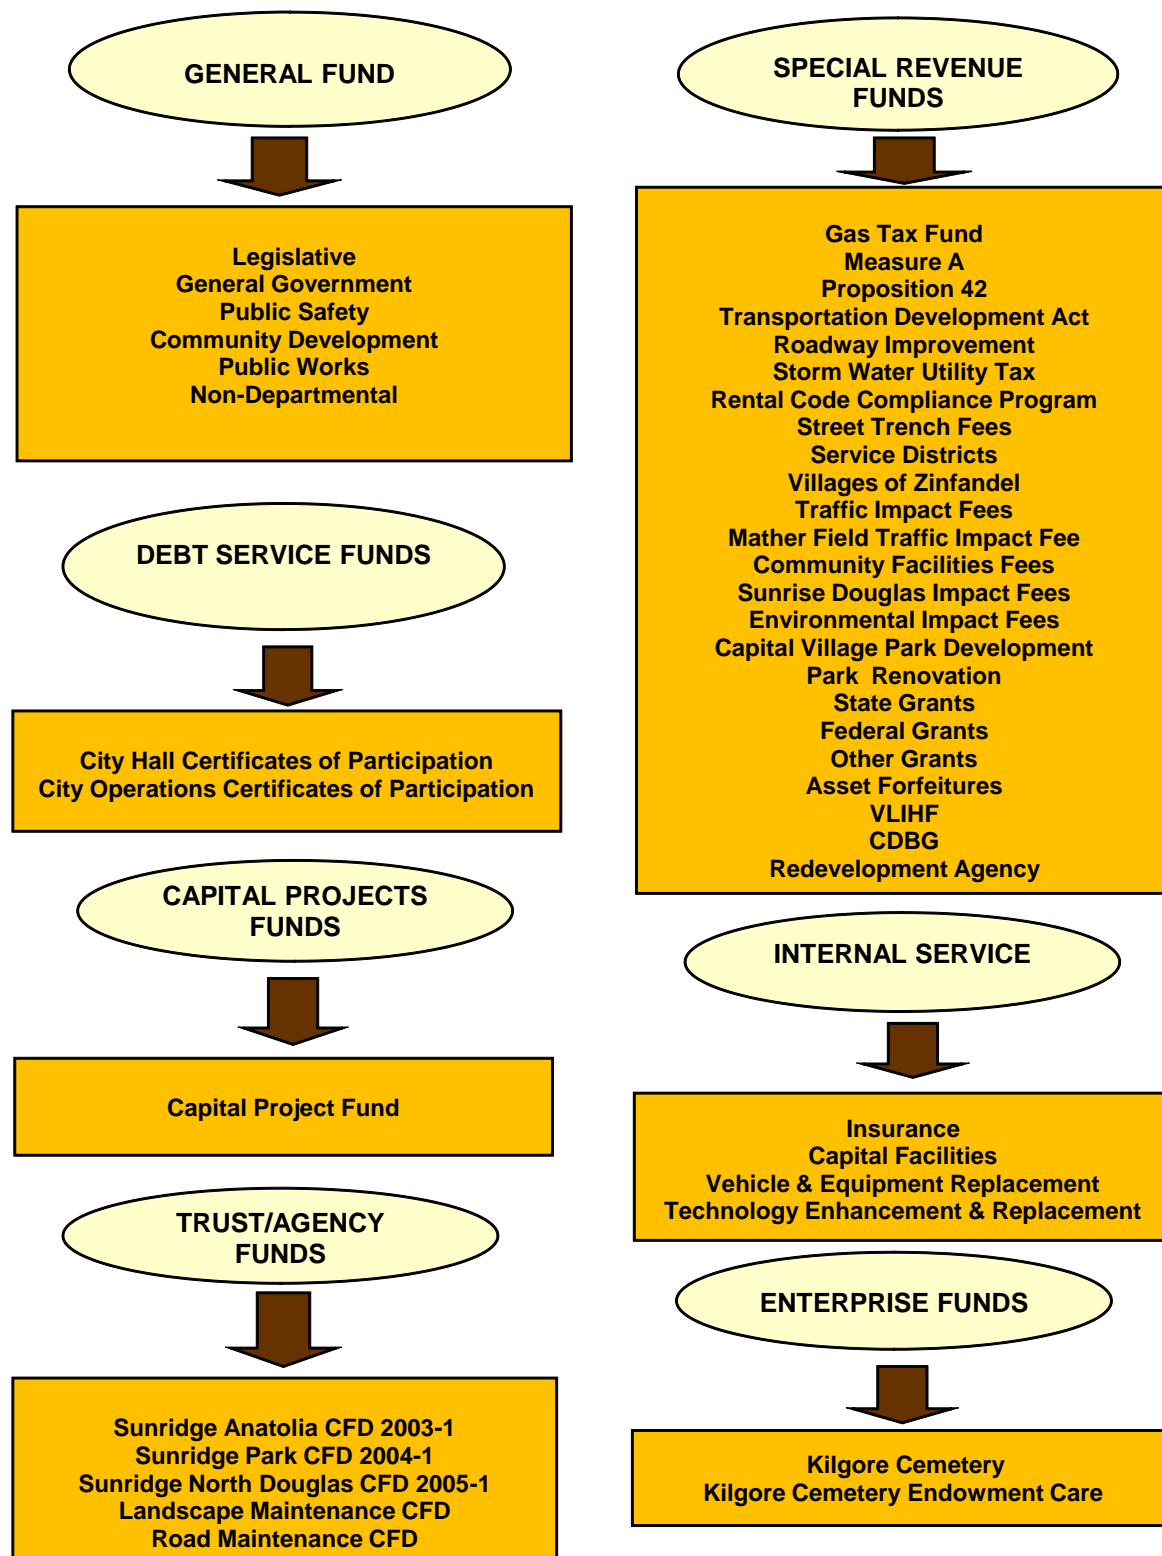 GENERAL FUND
Legislative
General Government
Public Safety
Community Development
Public Works
Non-Departmental
DEBT SERVICE FUNDS
City Hall Certificates of Participation
City Operations Certificates of Participation
CAPITAL PROJECTS
FUNDS
Capital Project Fund
TRUST/AGENCY
FUNDS
Sunridge Anatolia CFD 2003-1
Sunridge Park CFD 2004-1
Sunridge North Douglas CFD 2005-1
Landscape Maintenance CFD
Road Maintenance CFD
SPECIAL REVENUE
FUNDS
Gas Tax Fund
Measure A
Proposition 42
Transportation Development Act
Roadway Improvement
Storm Water Utility Tax
Rental Code Compliance Program
Street Trench Fees
Service Districts
Villages of Zinfandel
Traffic Impact Fees
Mather Field Traffic Impact Fee
Community Facilities Fees
Sunrise Douglas Impact Fees
Environmental Impact Fees
Capital Village Park Development
Park Renovation
State Grants
Federal Grants
Other Grants
Asset Forfeitures
VLIHF
CDBG
Redevelopment Agency
INTERNAL SERVICE
Insurance
Capital Facilities
Vehicle & Equipment Replacement
Technology Enhancement & Replacement
ENTERPRISE FUNDS
Kilgore Cemetery
Kilgore Cemetery Endowment Care